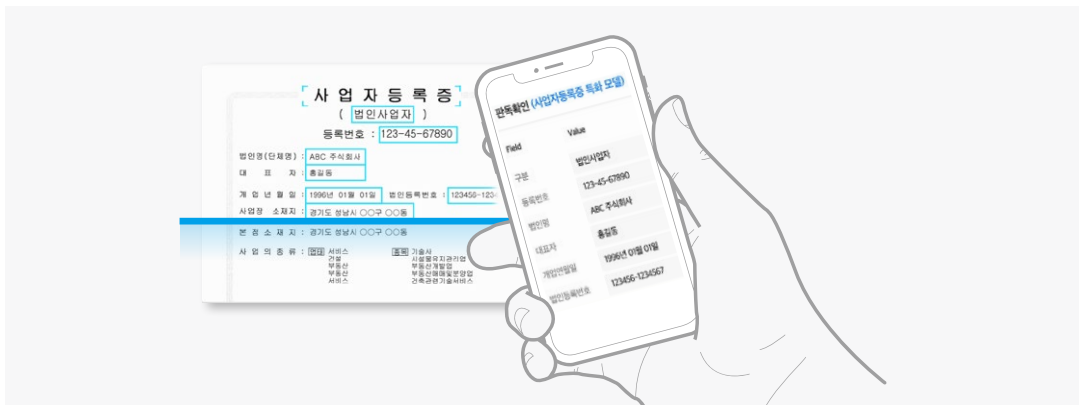 사 업 자 등 록 증
( 법인사업자 )
등록번호 : 123-45-67890
법인명(단체명) : ABC 주식회사
대 표 자 : 홍길동
개 업 년 월 일 : 1996년 01월 01일 법인등록번호 : 123456-123
사업장 소재지 : 경기도 성남시 ○○구 ○○동
본 점 소 재 지 : 경기도 성남시 ○○구 ○○동
사 업 의 종 류 : 업태 서비스 종목 기술사
건설 시설물유지관리업
부동산 부동산개발업
부동산 부동산매매및분양업
서비스 건축관련기술서비스
판독확인 (사업자등록증 특화 모델)
Field Value
구분 법인사업자
등록번호 123-45-67890
법인명 ABC 주식회사
대표자 홍길동
개업연월일 1996년 01월 01일
법인등록번호 123456-1234567